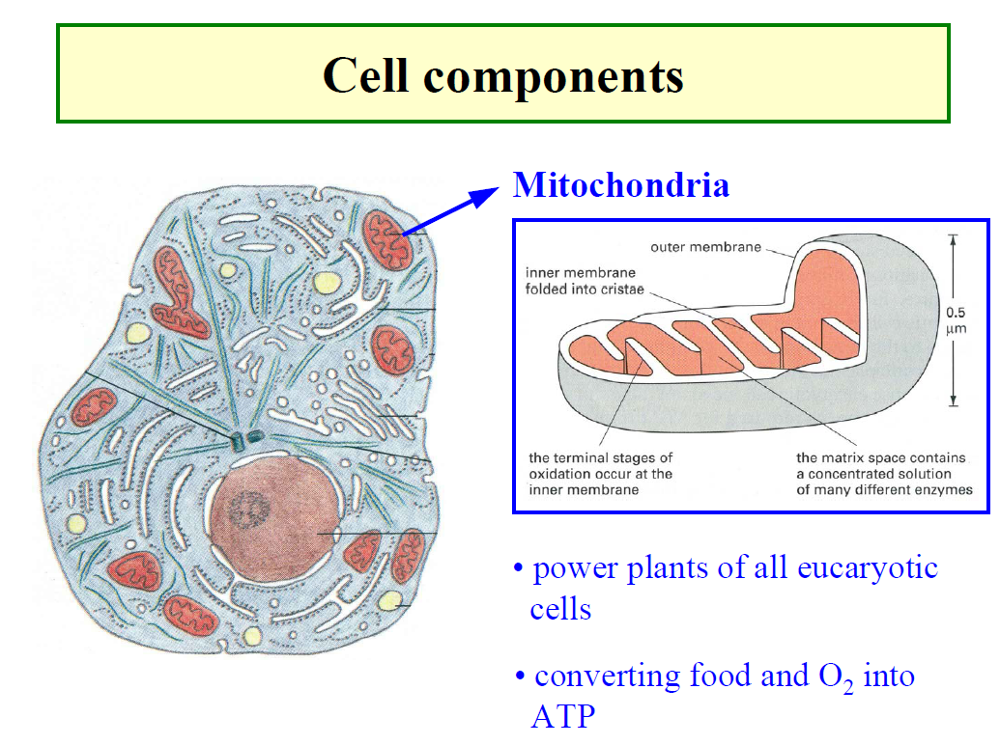 Cell components
Mitochondria
outer membrane
inner membrane
folded into cristae
0.5
µm
the terminal stages of
oxidation occur at the
inner membrane
the matrix space contains
a concentrated solution
of many different enzymes
• power plants of all eucaryotic
cells
• converting food and O₂ into
ATP